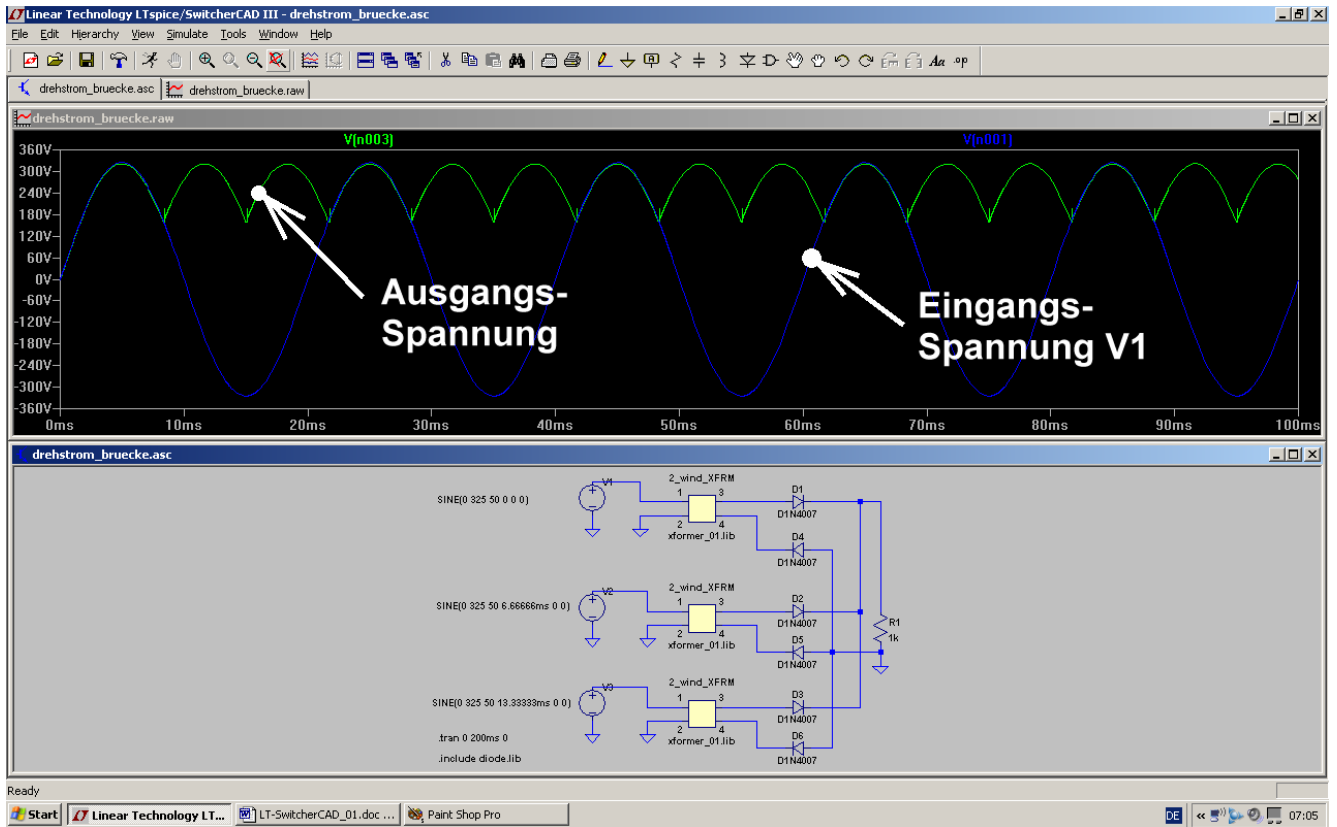 Linear Technology LTspice/SwitcherCAD III - drehstrom_bruecke.asc
File Edit Hierarchy View Simulate Tools Window Help
Aa .op
drehstrom_bruecke.asc drehstrom_bruecke.raw
drehstrom_bruecke.raw
V(n003) V(n001)
360V
300V
240V
180V
120V
60V
0V
-60V
-120V
-180V
-240V
-300V
-360V
Ausgangs-
Spannung
Eingangs-
Spannung V1
0ms 10ms 20ms 30ms 40ms 50ms 60ms 70ms 80ms 90ms 100ms
drehstrom_bruecke.asc
SINE(0 325 50 0 0 0)
V1
2_wind_XFRM
1 3
2 4
xformer_01.lib
D1
D1N4007
D4
D1N4007
SINE(0 325 50 6.66666ms 0 0)
V2
2_wind_XFRM
1 3
2 4
xformer_01.lib
D2
D1N4007
D5
D1N4007
R1
1k
SINE(0 325 50 13.33333ms 0 0)
V3
2_wind_XFRM
1 3
2 4
xformer_01.lib
D3
D1N4007
D6
D1N4007
.tran 0 200ms 0
.include diode.lib
Ready
Start Linear Technology LT... LT-SwitcherCAD_01.doc ... Paint Shop Pro DE « 07:05